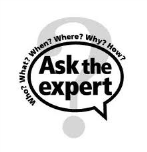 Who? What? When? Where? Why? How?
Ask the
expert